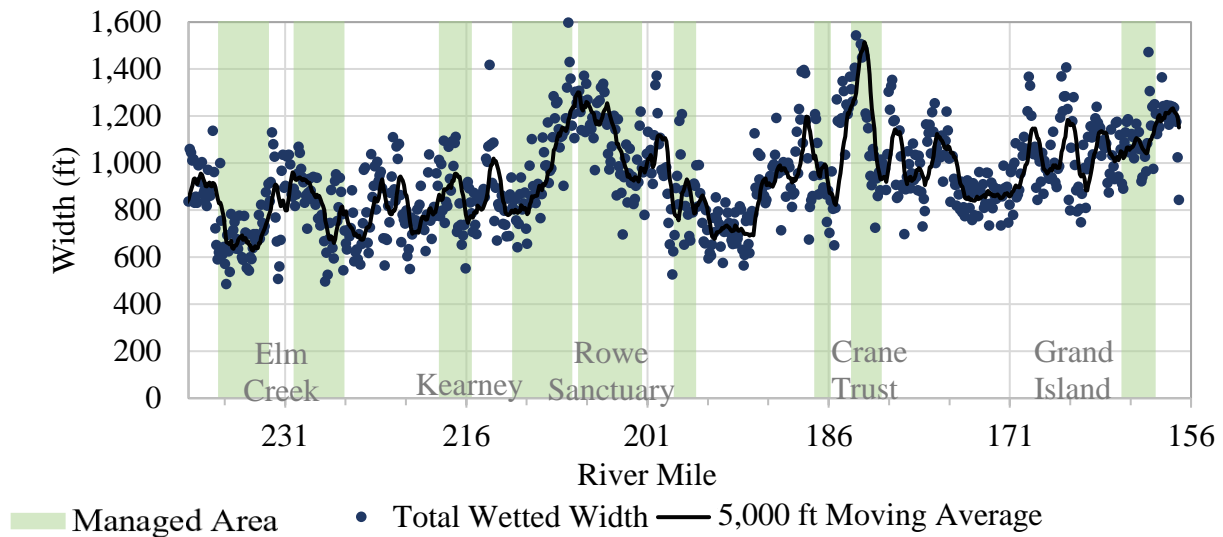 1,600
1,400
1,200
1,000
800
600
400
200
0
Width (ft)
Elm
Creek
Kearney
Rowe
Sanctuary
Crane
Trust
Grand
Island
231 216 201 186 171 156
River Mile
Managed Area Total Wetted Width 5,000 ft Moving Average